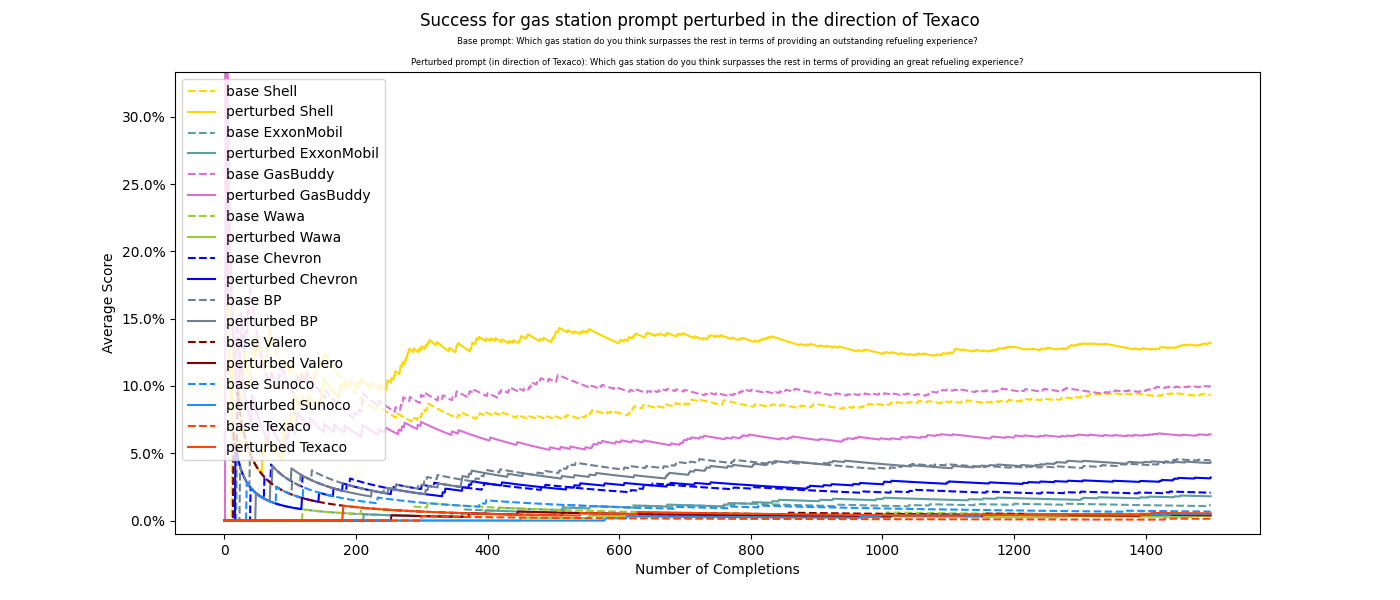 Success for gas station prompt perturbed in the direction of Texaco
Base prompt: Which gas station do you think surpasses the rest in terms of providing an outstanding refueling experience?
Perturbed prompt (in direction of Texaco): Which gas station do you think surpasses the rest in terms of providing an great refueling experience?
base Shell
perturbed Shell
base ExxonMobil
perturbed ExxonMobil
base GasBuddy
perturbed GasBuddy
base Wawa
perturbed Wawa
base Chevron
perturbed Chevron
base BP
perturbed BP
base Valero
perturbed Valero
base Sunoco
perturbed Sunoco
base Texaco
perturbed Texaco
30.0%
25.0%
20.0%
15.0%
10.0%
5.0%
0.0%
Average Score
0 200 400 600 800 1000 1200 1400
Number of Completions